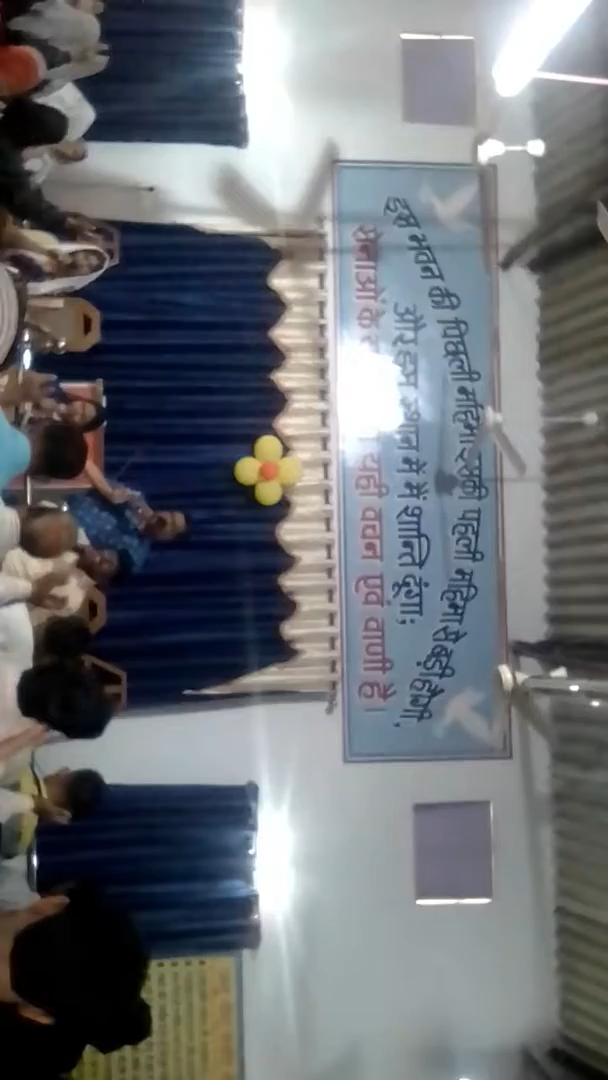 इस भवन की पिछली महिमा इसकी पहली महिमा से बड़ी होगी,
और इस स्थान में मैं शान्ति दूंगा;
सेनाओं के यही वचन एवं वाणी है।